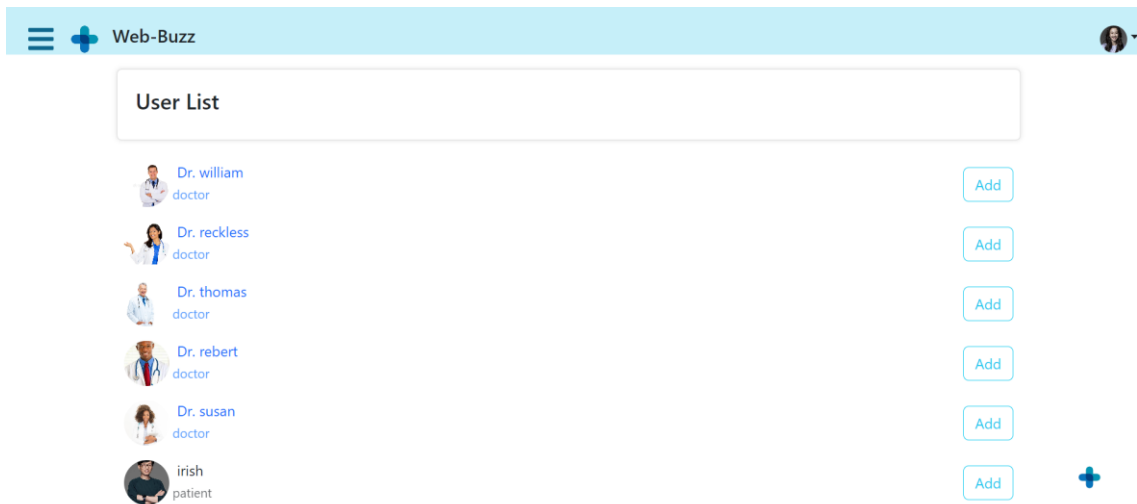 Web-Buzz
User List
Dr. william
doctor
Add
Dr. reckless
doctor
Add
Dr. thomas
doctor
Add
Dr. rebert
doctor
Add
Dr. susan
doctor
Add
irish
patient
Add